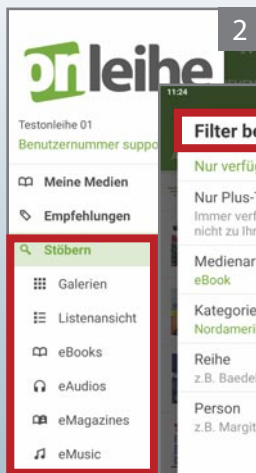 2
onleihe
11:24
Testonleihe 01
Benutzernummer suppo
Meine Medien
Empfehlungen
Stöbern
Galerien
Listenansicht
eBooks
eAudios
eMagazines
eMusic
Filter be
Nur verfüg
Nur Plus-T
Immer verf
nicht zu Ihr
Medienar
eBook
Kategorie
Nordameri
Reihe
z.B. Baedel
Person
z.B. Margit